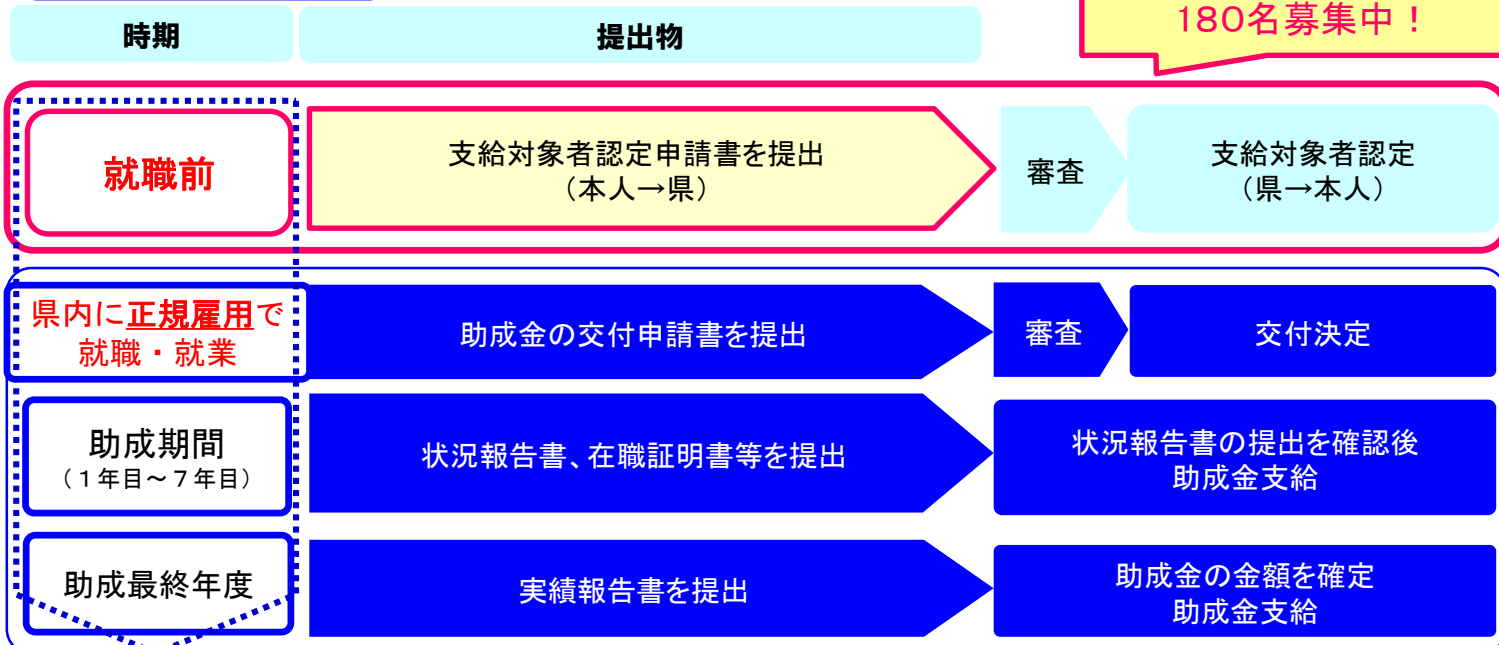 時期
提出物
180名募集中！
就職前
支給対象者認定申請書を提出
（本人→県）
審査
支給対象者認定
（県→本人）
県内に正規雇用で
就職・就業
助成金の交付申請書を提出
審査
交付決定
助成期間
（１年目～７年目）
状況報告書、在職証明書等を提出
状況報告書の提出を確認後
助成金支給
助成最終年度
実績報告書を提出
助成金の金額を確定
助成金支給